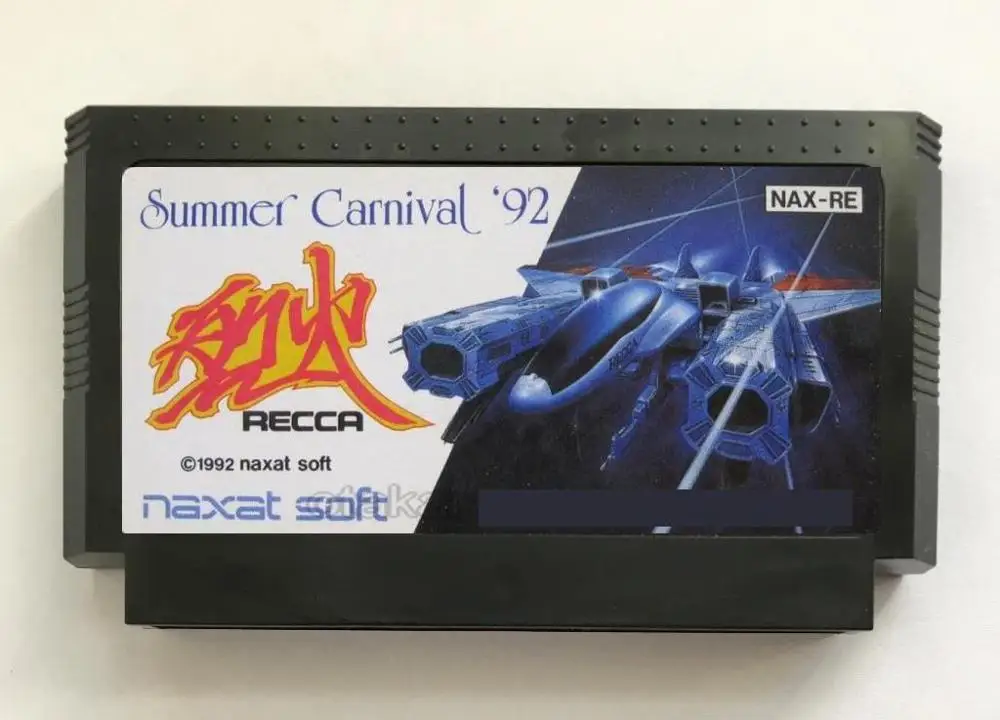 Summer Carnival '92
NAX-RE
烈火
RECCA
©1992 naxat soft
naxat soft